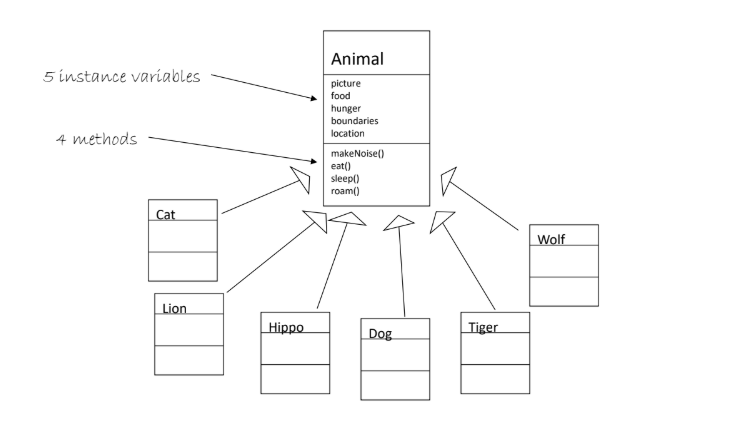 Animal
5 instance variables
picture
food
hunger
boundaries
location
4 methods
makeNoise()
eat()
sleep()
roam()
Cat
Wolf
Lion
Hippo
Dog
Tiger